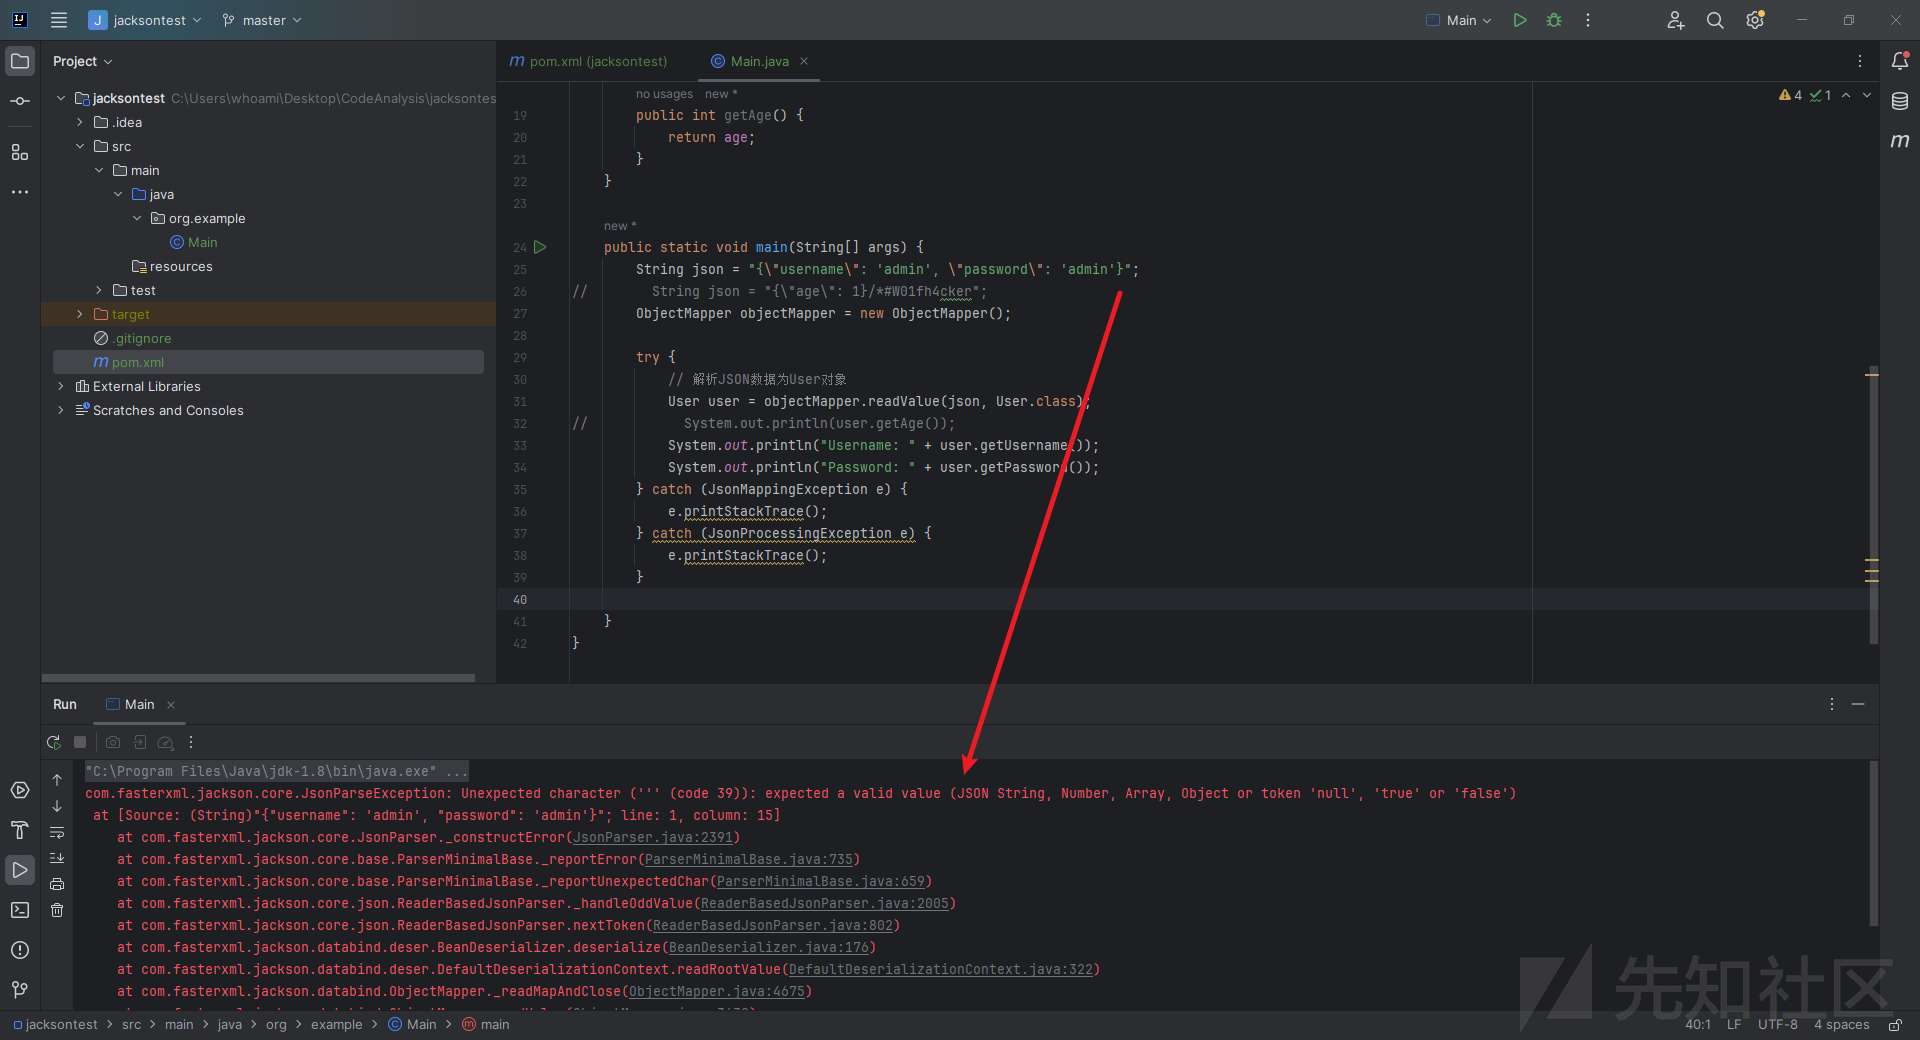 J jacksontest master Main
Project
pom.xml (jacksontest) Main.java
jacksontest C:\Users\whoami\Desktop\CodeAnalysis\jacksontes
.idea
src
main
java
org.example
Main
resources
test
target
.gitignore
pom.xml
External Libraries
Scratches and Consoles
4 1
no usages new *
19 public int getAge() {
20 return age;
21 }
22 }
23
new *
24 public static void main(String[] args) {
25 String json = "{\"username\": 'admin', \"password\": 'admin'}";
26 // String json = "{\"age\": 1}/*#W01fh4cker";
27 ObjectMapper objectMapper = new ObjectMapper();
28
29 try {
30 // 解析JSON数据为User对象
31 User user = objectMapper.readValue(json, User.class);
32 // System.out.println(user.getAge());
33 System.out.println("Username: " + user.getUsername());
34 System.out.println("Password: " + user.getPassword());
35 } catch (JsonMappingException e) {
36 e.printStackTrace();
37 } catch (JsonProcessingException e) {
38 e.printStackTrace();
39 }
40
41 }
42 }
Run Main
"C:\Program Files\Java\jdk-1.8\bin\java.exe" ...
com.fasterxml.jackson.core.JsonParseException: Unexpected character (''' (code 39)): expected a valid value (JSON String, Number, Array, Object or token 'null', 'true' or 'false')
at [Source: (String)"{"username": 'admin', "password": 'admin'}"; line: 1, column: 15]
at com.fasterxml.jackson.core.JsonParser._constructError(JsonParser.java:2391)
at com.fasterxml.jackson.core.base.ParserMinimalBase._reportError(ParserMinimalBase.java:735)
at com.fasterxml.jackson.core.base.ParserMinimalBase._reportUnexpectedChar(ParserMinimalBase.java:659)
at com.fasterxml.jackson.core.json.ReaderBasedJsonParser._handleOddValue(ReaderBasedJsonParser.java:2005)
at com.fasterxml.jackson.core.json.ReaderBasedJsonParser.nextToken(ReaderBasedJsonParser.java:802)
at com.fasterxml.jackson.databind.deser.BeanDeserializer.deserialize(BeanDeserializer.java:176)
at com.fasterxml.jackson.databind.deser.DefaultDeserializationContext.readRootValue(DefaultDeserializationContext.java:322)
at com.fasterxml.jackson.databind.ObjectMapper._readMapAndClose(ObjectMapper.java:4675)
先知社区
jacksontest > src > main > java > org > example > Main > main
40:1 LF UTF-8 4 spaces